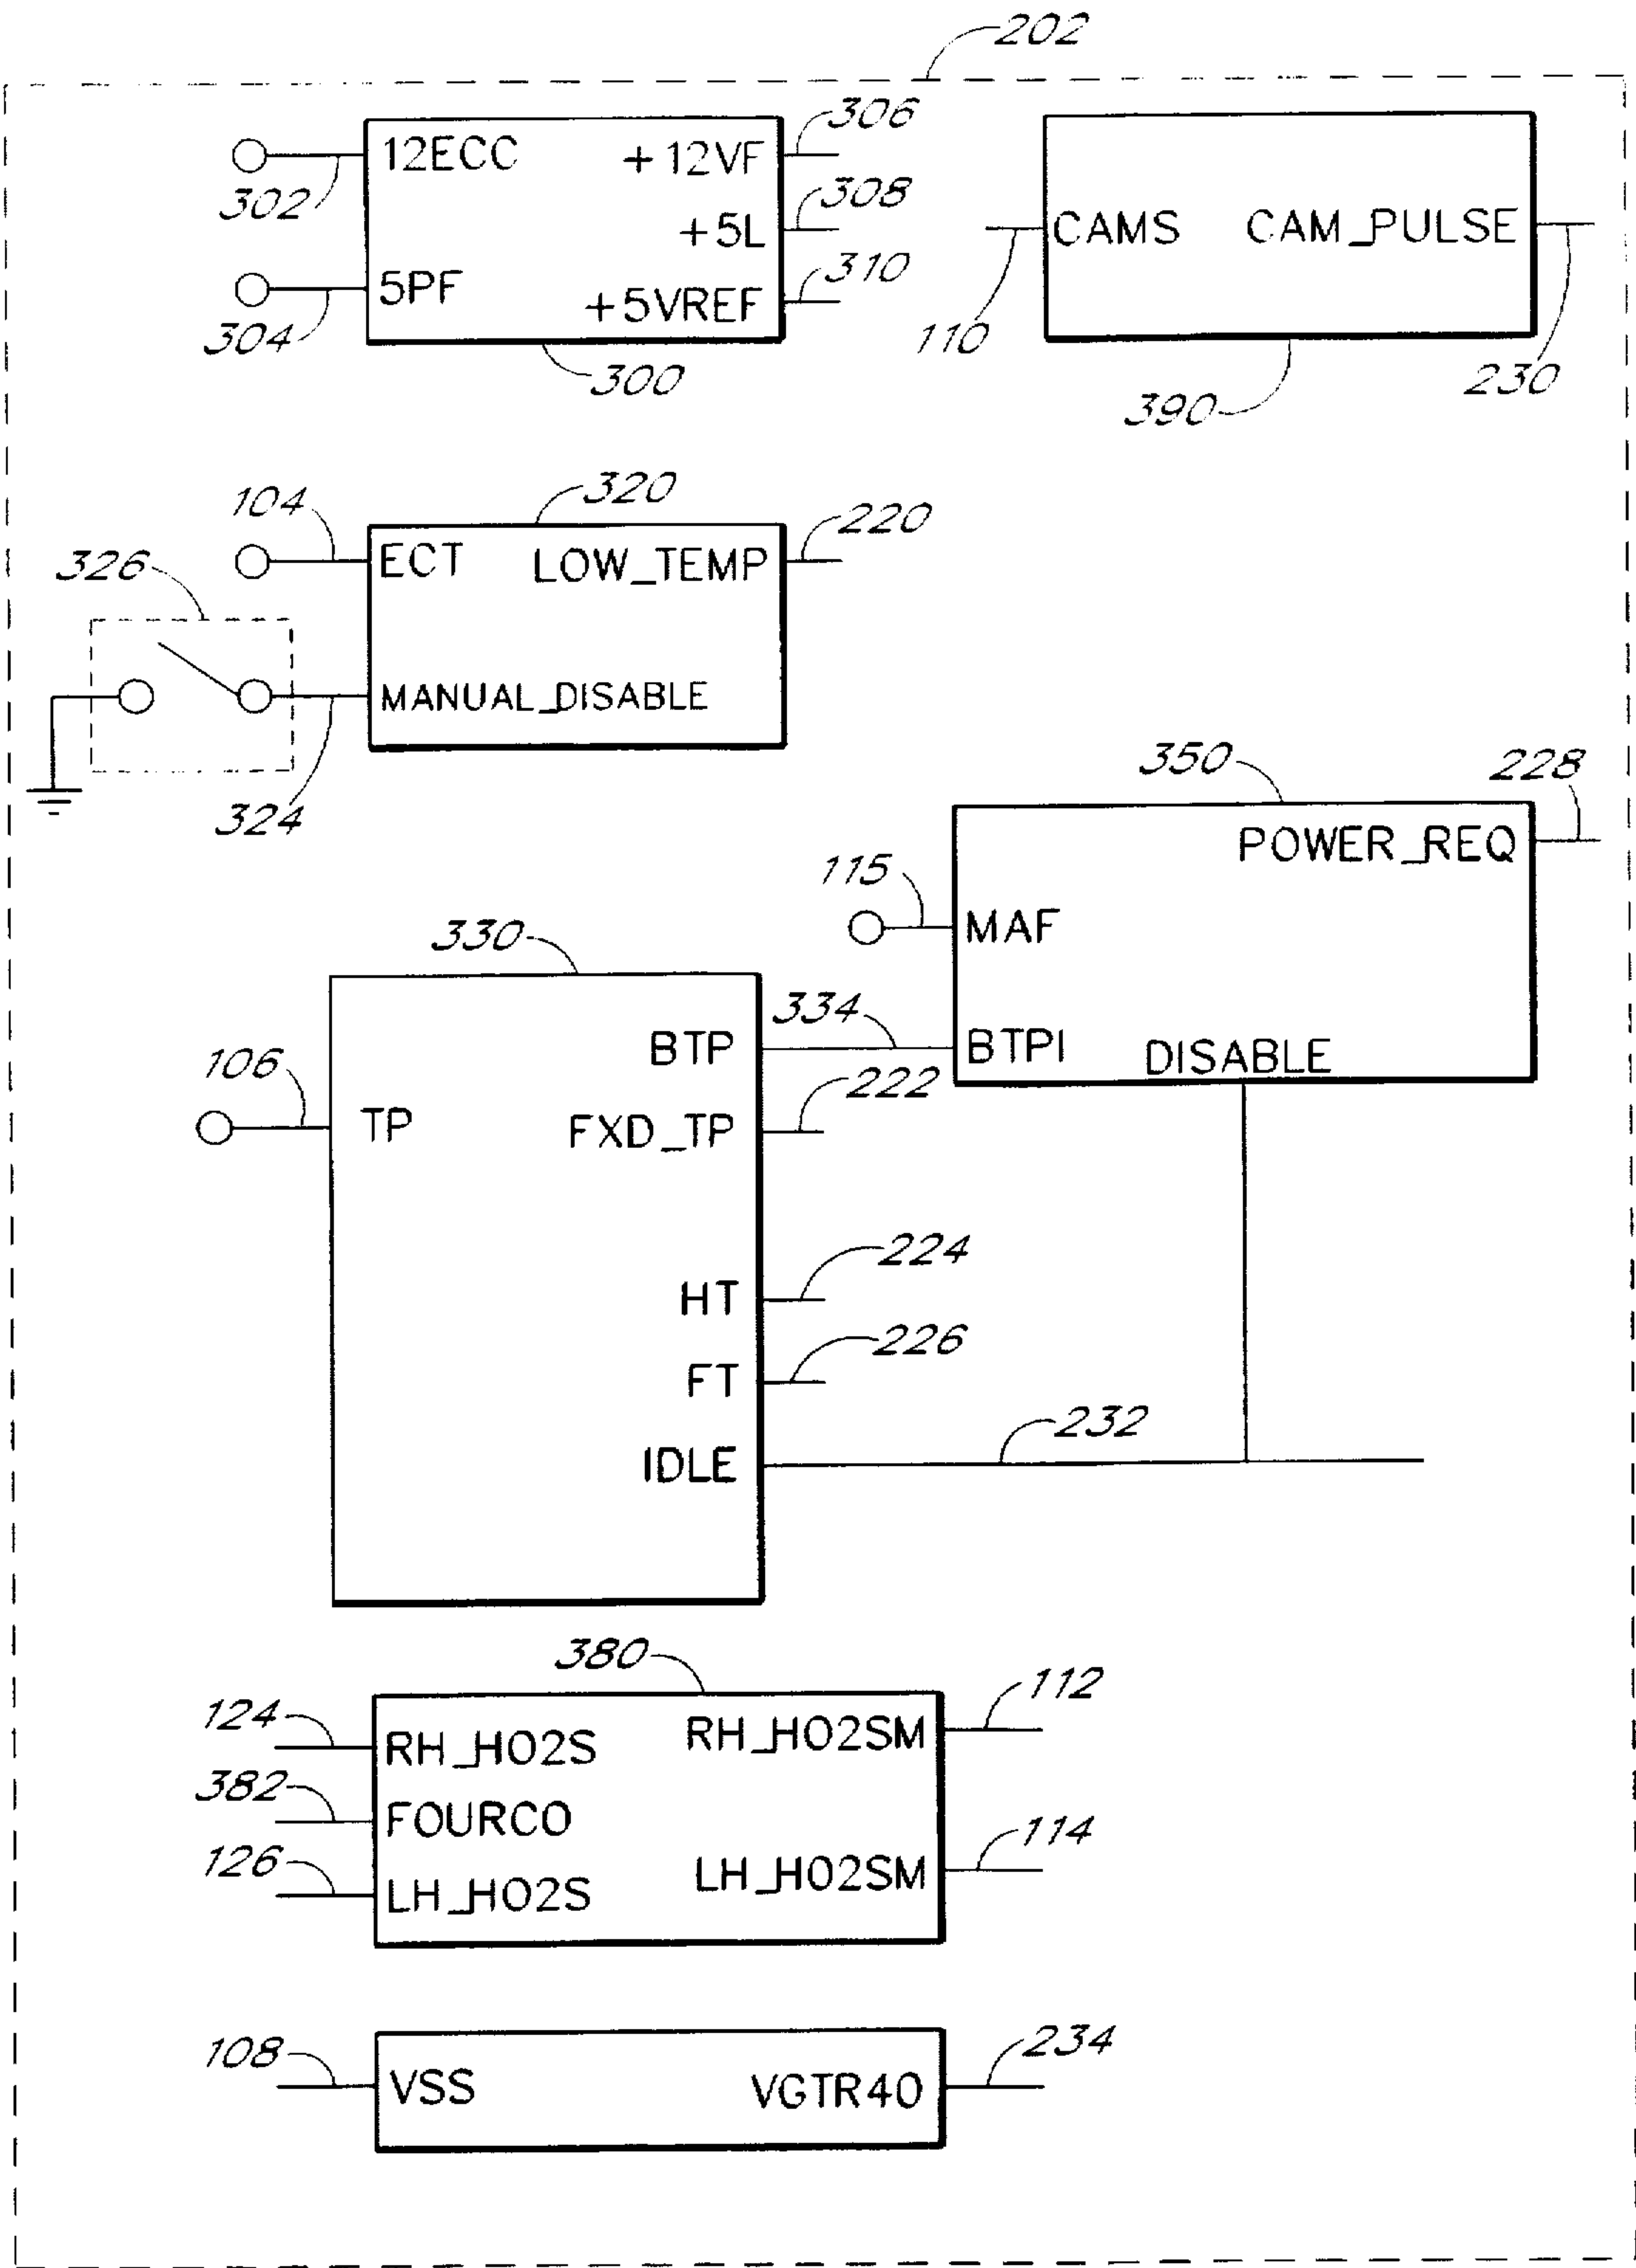 202
306
12ECC +12VF
302
308
+5L
CAMS CAM_PULSE
310
5PF
+5VREF
304
110
300
230
390
320
104
220
ECT LOW_TEMP
326
MANUAL_DISABLE
324
350
228
POWER_REQ
115
MAF
330
334
BTP
BTPI
DISABLE
106
222
TP
FXD_TP
224
HT
226
FT
232
IDLE
380
112
124
RH_HO2S RH_HO2SM
382
FOURCO
114
126
LH_HO2S LH_HO2SM
108
234
VSS VGTR40